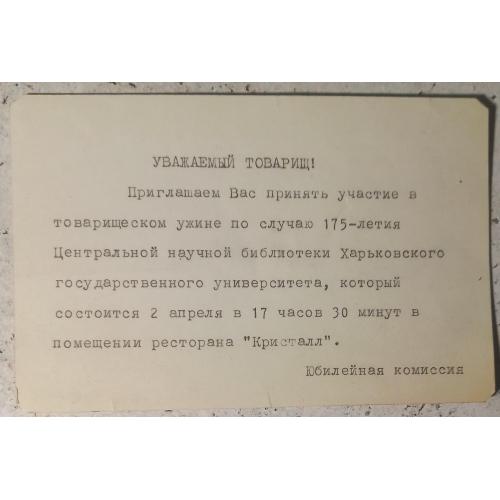 УВАЖАЕМЫЙ ТОВАРИЩ!
Приглашаем Вас принять участие в
товарищеском ужине по случаю 175-летия
Центральной научной библиотеки Харьковского
государственного университета, который
состоится 2 апреля в 17 часов 30 минут в
помещении ресторана "Кристалл".
Юбилейная комиссия